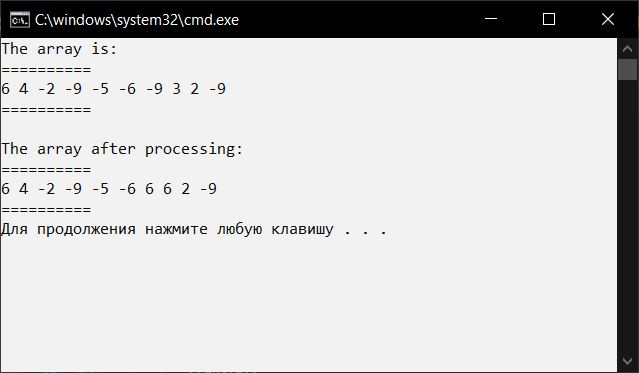 C:\windows\system32\cmd.exe
The array is:
==========
6 4 -2 -9 -5 -6 -9 3 2 -9
==========
The array after processing:
==========
6 4 -2 -9 -5 -6 6 6 2 -9
==========
Для продолжения нажмите любую клавишу . . .